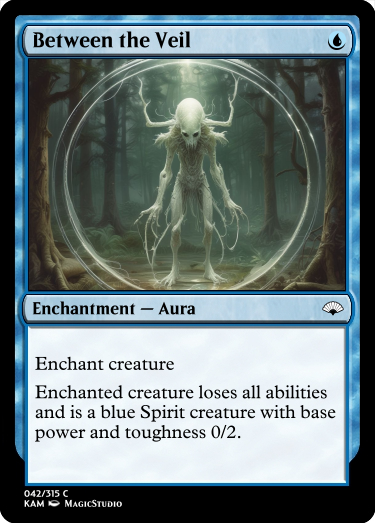 Between the Veil
Enchantment — Aura
Enchant creature
Enchanted creature loses all abilities
and is a blue Spirit creature with base
power and toughness 0/2.
042/315 C
KAM MagicStudio